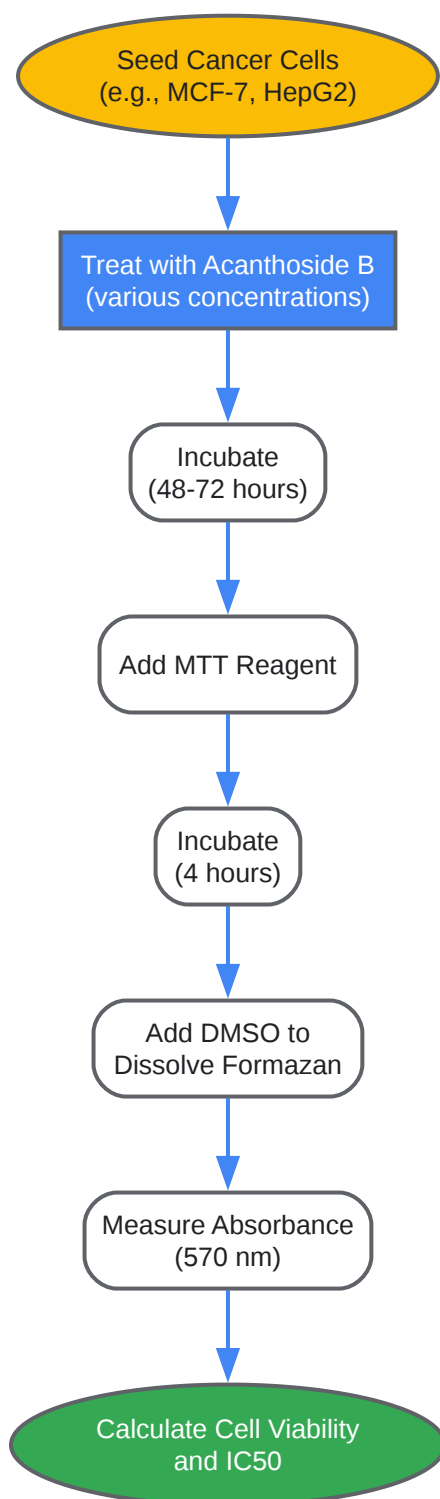 Seed Cancer Cells
(e.g., MCF-7, HepG2)
Treat with Acanthoside B
(various concentrations)
Incubate
(48-72 hours)
Add MTT Reagent
Incubate
(4 hours)
Add DMSO to
Dissolve Formazan
Measure Absorbance
(570 nm)
Calculate Cell Viability
and IC50